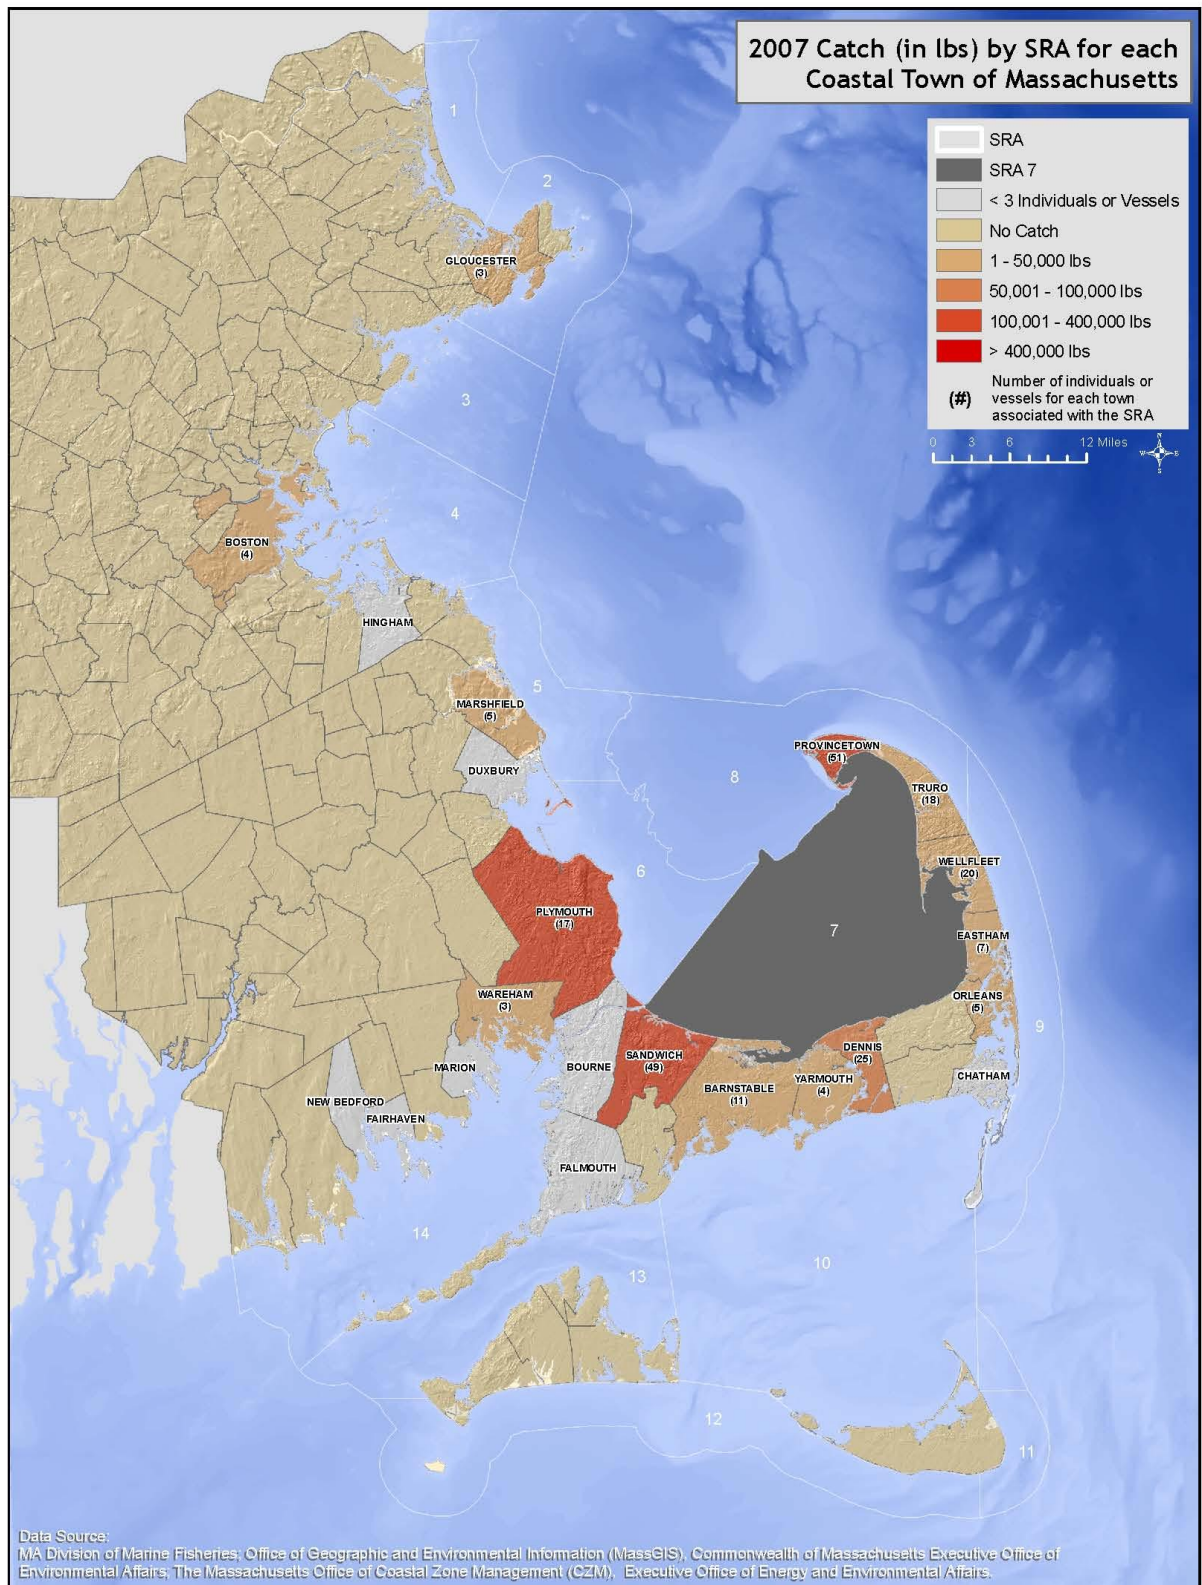 2007 Catch (in lbs) by SRA for each
Coastal Town of Massachusetts
SRA
SRA 7
< 3 Individuals or Vessels
No Catch
1 - 50,000 lbs
50,001 - 100,000 lbs
100,001 - 400,000 lbs
> 400,000 lbs
(#)
Number of individuals or
vessels for each town
associated with the SRA
0 3 6 12 Miles
N
W E
S
1
2
GLOUCESTER
(3)
3
4
BOSTON
(4)
HINGHAM
5
MARSHFIELD
(5)
DUXBURY
8
PROVINCETOWN
(51)
TRURO
(18)
WELLFLEET
(20)
6
PLYMOUTH
(17)
7
EASTHAM
(7)
WAREHAM
(3)
ORLEANS
(5)
9
MARION
BOURNE
SANDWICH
(49)
DENNIS
(25)
CHATHAM
BARNSTABLE
(11)
YARMOUTH
(4)
NEW BEDFORD
FAIRHAVEN
FALMOUTH
14
13
10
12
11
Data Source:
MA Division of Marine Fisheries; Office of Geographic and Environmental Information (MassGIS), Commonwealth of Massachusetts Executive Office of
Environmental Affairs; The Massachusetts Office of Coastal Zone Management (CZM), Executive Office of Energy and Environmental Affairs.